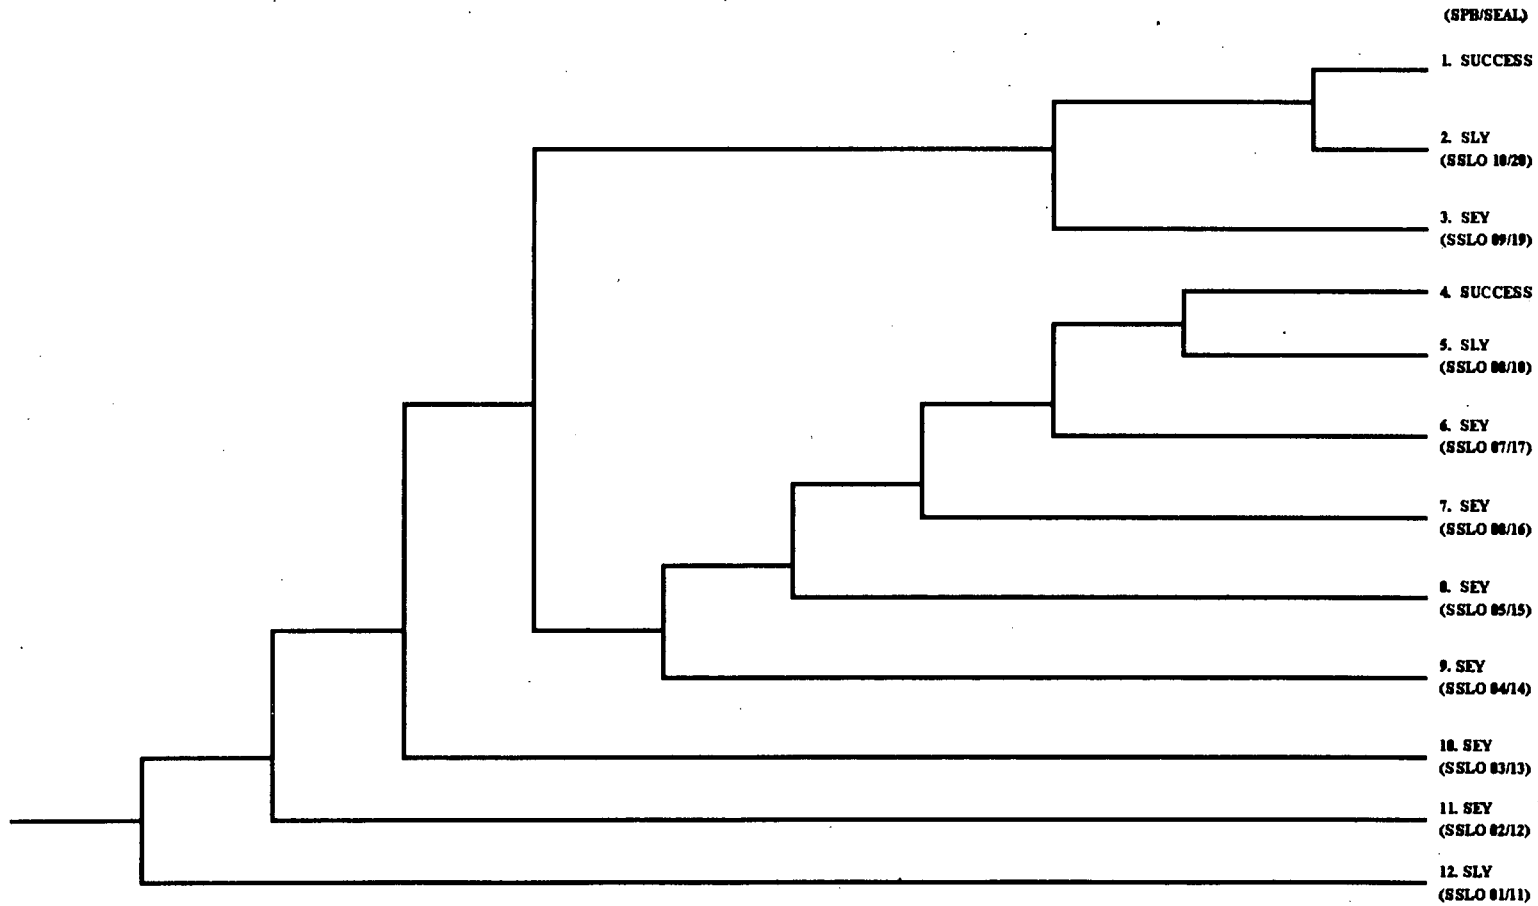 (SPB/SEAL)
1. SUCCESS
2. SLY
(SSLO 10/20)
3. SEY
(SSLO 09/19)
4. SUCCESS
5. SLY
(SSLO 08/18)
6. SEY
(SSLO 07/17)
7. SEY
(SSLO 06/16)
8. SEY
(SSLO 05/15)
9. SEY
(SSLO 04/14)
10. SEY
(SSLO 03/13)
11. SEY
(SSLO 02/12)
12. SLY
(SSLO 01/11)